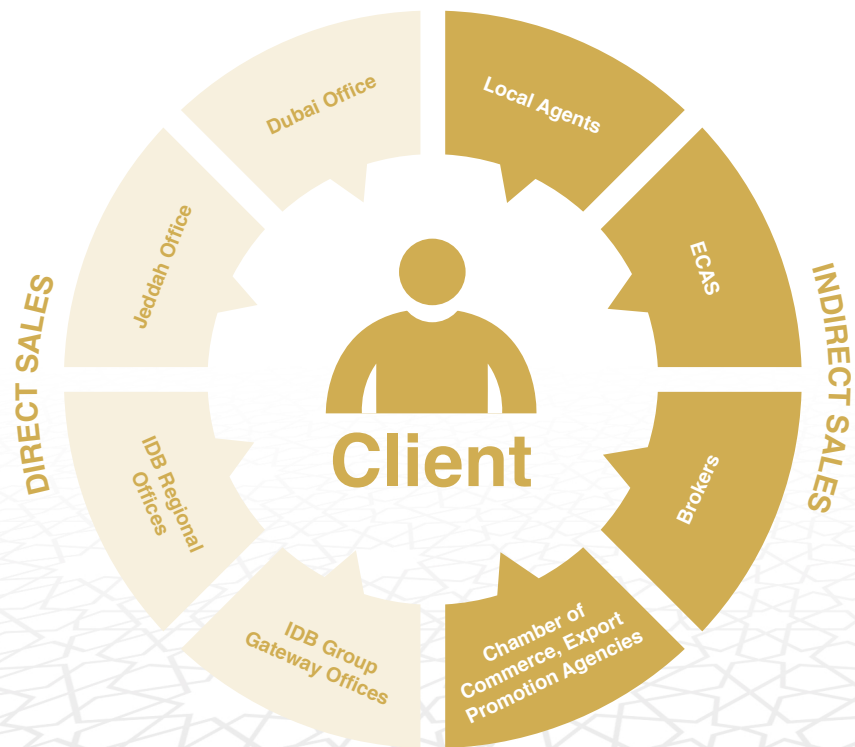 Dubai Office
Local Agents
Jeddah Office
ECAS
DIRECT SALES
INDIRECT SALES
Client
IDB Regional
Offices
Brokers
IDB Group
Gateway Offices
Chamber of
Commerce, Export
Promotion Agencies